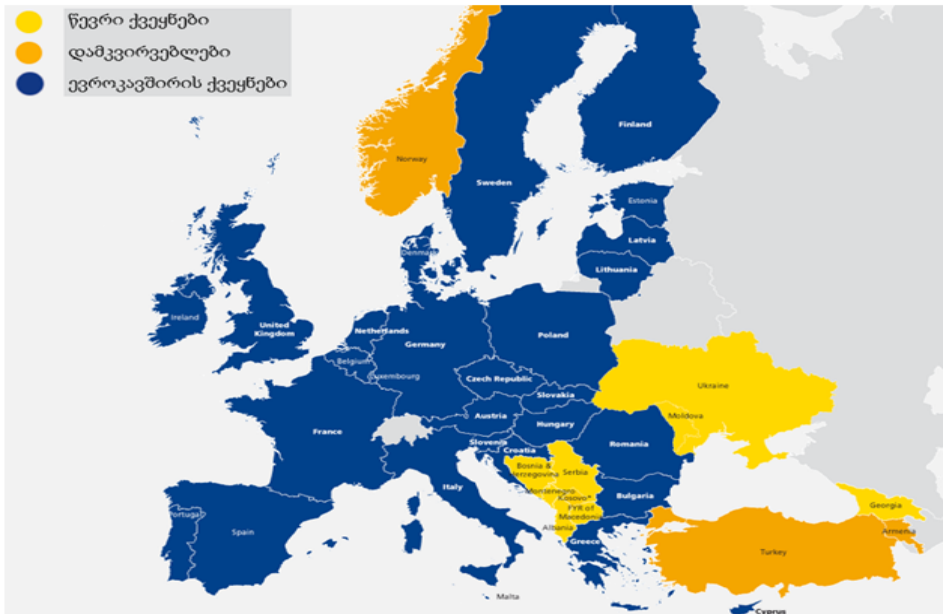 წევრი ქვეყნები
დამკვირვებლები
ევროკავშირის ქვეყნები
Finland
Norway
Sweden
Estonia
Latvia
Denmark
Lithuania
Ireland
United
Kingdom
Netherlands
Germany
Poland
Belgium
Luxembourg
Czech Republic
Ukraine
Slovakia
Moldova
Austria
Hungary
France
Slovenia
Croatia
Romania
Bosnia &
Herzegovina
Serbia
Italy
Montenegro
Kosovo*
Bulgaria
FYR of
Macedonia
Georgia
Portugal
Spain
Albania
Armenia
Greece
Turkey
Malta
Cyprus